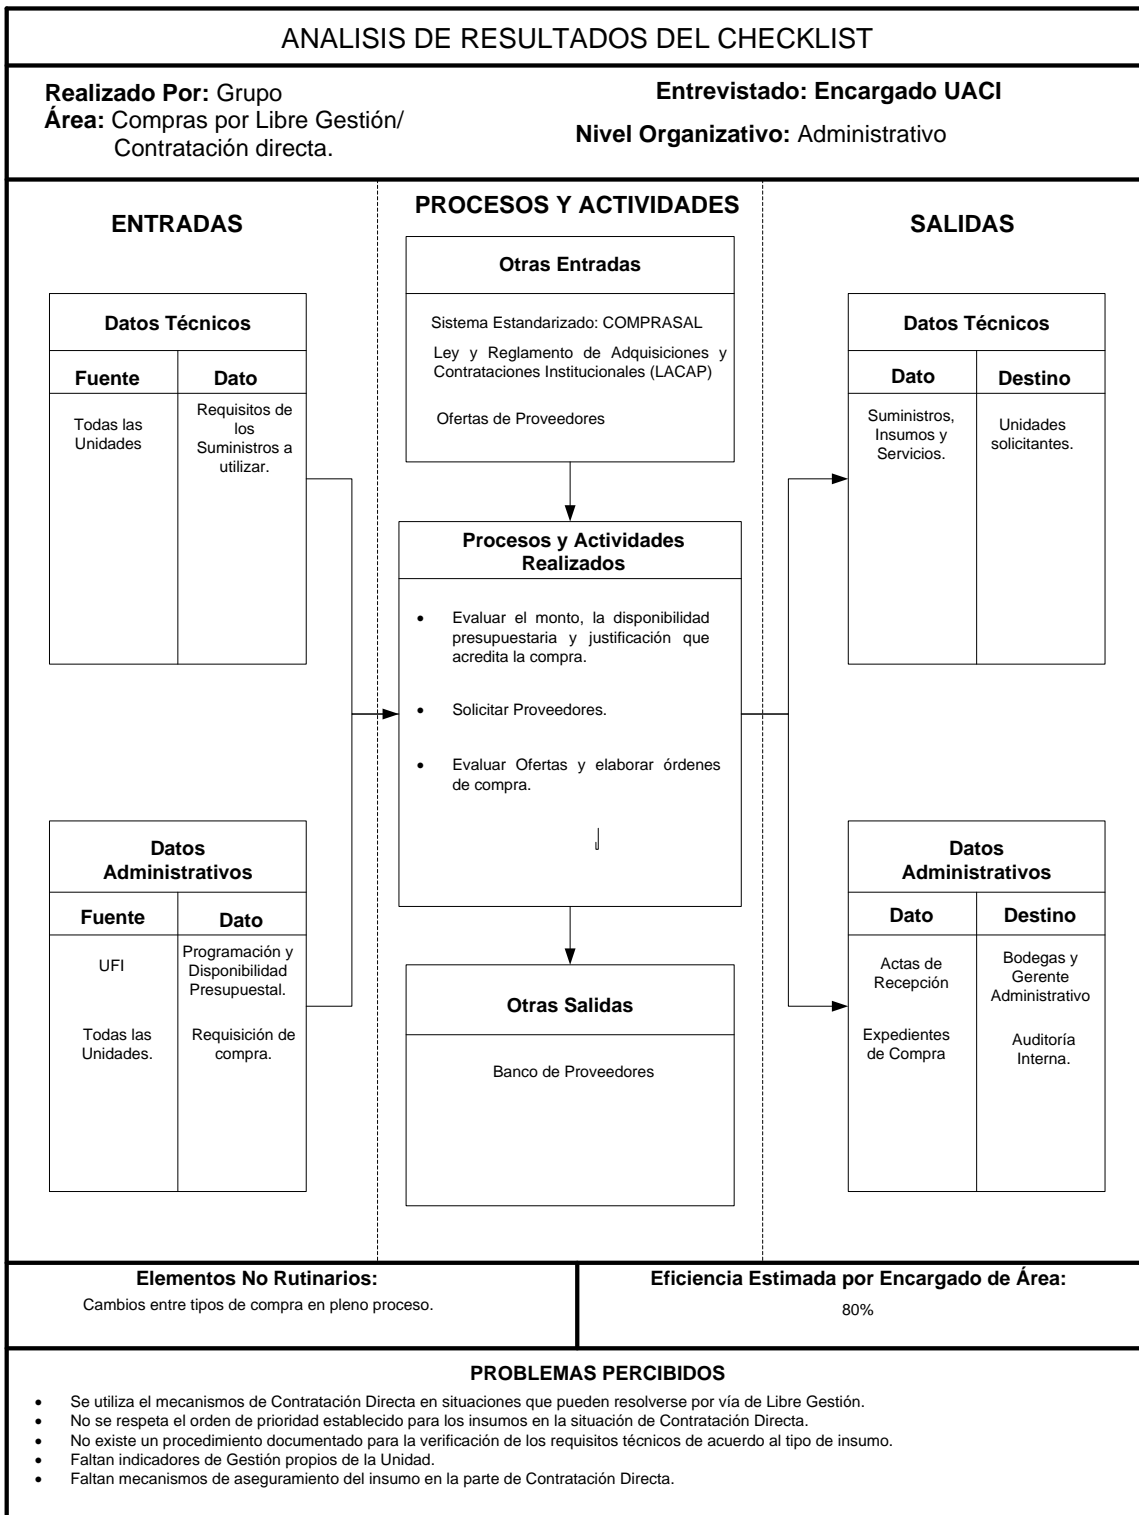 ANALISIS DE RESULTADOS DEL CHECKLIST
Realizado Por: Grupo
Área: Compras por Libre Gestión/
Contratación directa.
Entrevistado: Encargado UACI
Nivel Organizativo: Administrativo
ENTRADAS
Datos Técnicos
Fuente
Dato
Todas las
Unidades
Requisitos de
los
Suministros a
utilizar.
Datos
Administrativos
Fuente
Dato
UFI
Programación y
Disponibilidad
Presupuestal.
Todas las
Unidades.
Requisición de
compra.
PROCESOS Y ACTIVIDADES
Otras Entradas
Sistema Estandarizado: COMPRASAL
Ley y Reglamento de Adquisiciones y
Contrataciones Institucionales (LACAP)
Ofertas de Proveedores
Procesos y Actividades
Realizados
• Evaluar el monto, la disponibilidad
presupuestaria y justificación que
acredita la compra.
• Solicitar Proveedores.
• Evaluar Ofertas y elaborar órdenes
de compra.
Otras Salidas
Banco de Proveedores
SALIDAS
Datos Técnicos
Dato
Destino
Suministros,
Insumos y
Servicios.
Unidades
solicitantes.
Datos
Administrativos
Dato
Destino
Actas de
Recepción
Bodegas y
Gerente
Administrativo
Expedientes
de Compra
Auditoría
Interna.
Elementos No Rutinarios:
Cambios entre tipos de compra en pleno proceso.
Eficiencia Estimada por Encargado de Área:
80%
PROBLEMAS PERCIBIDOS
• Se utiliza el mecanismos de Contratación Directa en situaciones que pueden resolverse por vía de Libre Gestión.
• No se respeta el orden de prioridad establecido para los insumos en la situación de Contratación Directa.
• No existe un procedimiento documentado para la verificación de los requisitos técnicos de acuerdo al tipo de insumo.
• Faltan indicadores de Gestión propios de la Unidad.
• Faltan mecanismos de aseguramiento del insumo en la parte de Contratación Directa.